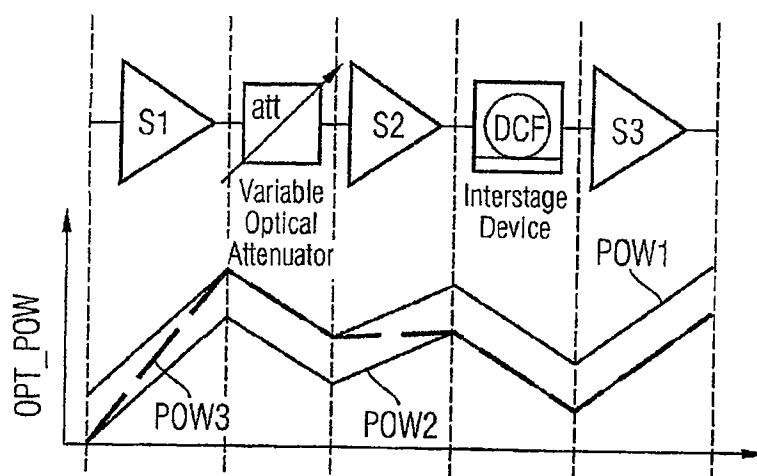 S1
att
S2
DCF
S3
Variable
Optical
Attenuator
Interstage
Device
OPT_POW
POW1
POW2
POW3